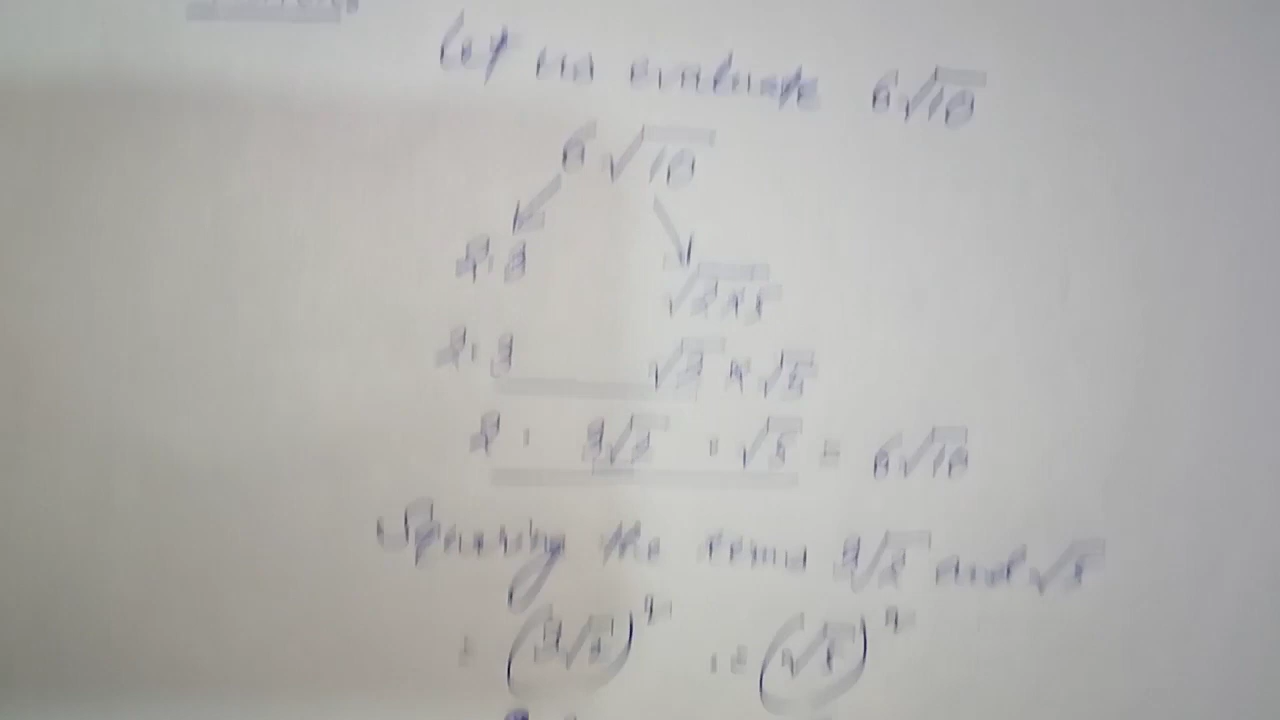 Let us evaluate 6√10
6√10
2·3
√2×5
2·3 √2 × √5
2 · 3√2 · √5 = 6√10
Squaring the terms 3√2 and √5
= (3√2)² (√5)²